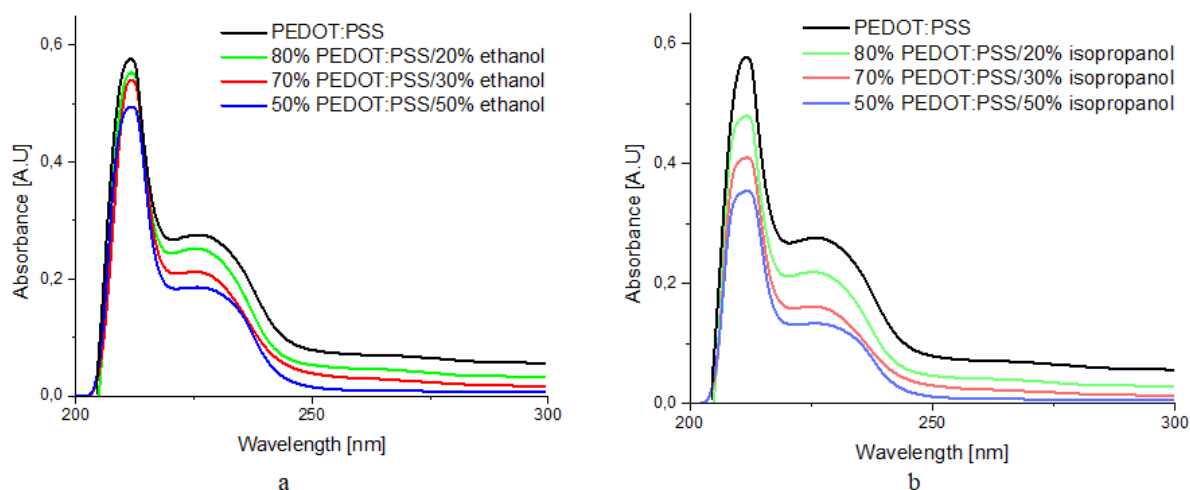 PEDOT:PSS
80% PEDOT:PSS/20% ethanol
70% PEDOT:PSS/30% ethanol
50% PEDOT:PSS/50% ethanol
0,6
0,4
0,2
0,0
Absorbance [A.U]
200
250
300
Wavelength [nm]
a
PEDOT:PSS
80% PEDOT:PSS/20% isopropanol
70% PEDOT:PSS/30% isopropanol
50% PEDOT:PSS/50% isopropanol
0,6
0,4
0,2
0,0
Absorbance [A.U]
200
250
300
Wavelength [nm]
b